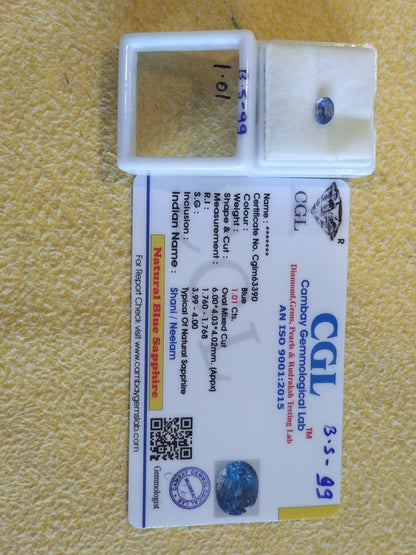 1.01
B.S-99
CGL
R
CGL
TM
Cambay Gemmological Lab
Diamond,Gems, Pearls & Rudraksh Testing Lab
AN ISO 9001:2015
B.S-99
Name : *******
Certificate No. Cglm63390
Colour : Blue
Weight : 1.01 Cts.
Shape & Cut : Oval Mixed Cut
Measurement : 6.00*4.03*4.02mm. (Appx)
R.I : 1.760 - 1.768
S.G : 3.99 - 4.00
Inclusion : Typical Of Natural Sapphire
Indian Name : Shani / Neelam
Natural Blue Sapphire
Gemmologist
For Report Check visit www.cambaygemslab.com